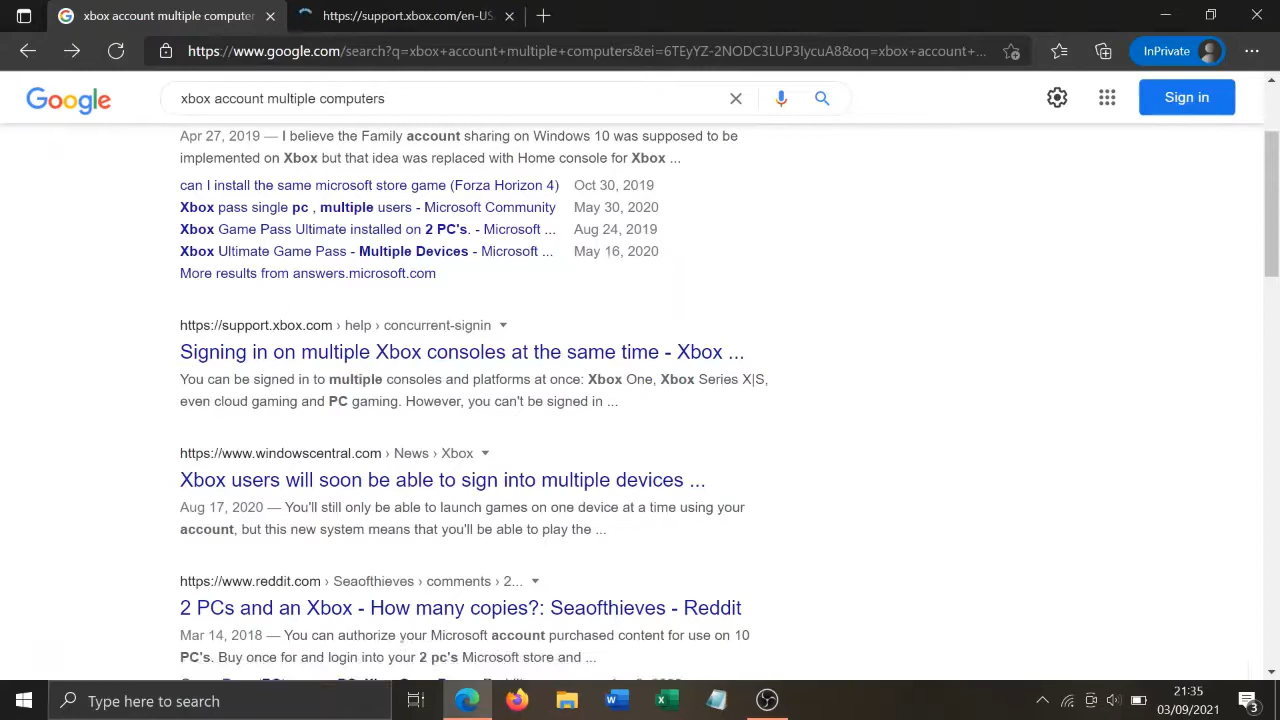 xbox account multiple computer
https://support.xbox.com/en-US
https://www.google.com/search?q=xbox+account+multiple+computers&ei=6TEyYZ-2NODC3LUP3IycuA8&oq=xbox+account+...
InPrivate
Google
xbox account multiple computers
Sign in
Apr 27, 2019 — I believe the Family account sharing on Windows 10 was supposed to be
implemented on Xbox but that idea was replaced with Home console for Xbox ...
can I install the same microsoft store game (Forza Horizon 4) Oct 30, 2019
Xbox pass single pc , multiple users - Microsoft Community May 30, 2020
Xbox Game Pass Ultimate installed on 2 PC's. - Microsoft ... Aug 24, 2019
Xbox Ultimate Game Pass - Multiple Devices - Microsoft ... May 16, 2020
More results from answers.microsoft.com
https://support.xbox.com › help › concurrent-signin
Signing in on multiple Xbox consoles at the same time - Xbox ...
You can be signed in to multiple consoles and platforms at once: Xbox One, Xbox Series X|S,
even cloud gaming and PC gaming. However, you can't be signed in ...
https://www.windowscentral.com › News › Xbox
Xbox users will soon be able to sign into multiple devices ...
Aug 17, 2020 — You'll still only be able to launch games on one device at a time using your
account, but this new system means that you'll be able to play the ...
https://www.reddit.com › Seaofthieves › comments › 2...
2 PCs and an Xbox - How many copies?: Seaofthieves - Reddit
Mar 14, 2018 — You can authorize your Microsoft account purchased content for use on 10
PC's. Buy once for and login into your 2 pc's Microsoft store and ...
Type here to search
21:35
03/09/2021
3